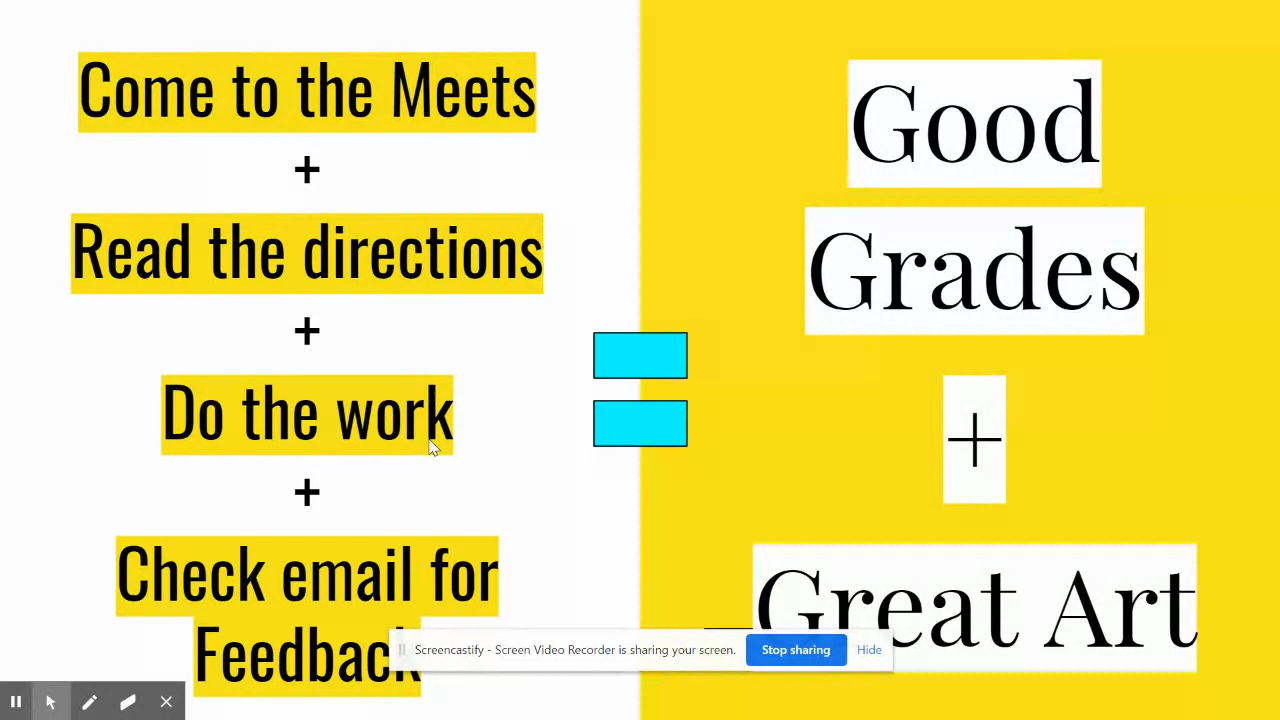 Come to the Meets
+
Read the directions
+
Do the work
+
Check email for
Feedback
Good
Grades
+
Great Art
Screencastify - Screen Video Recorder is sharing your screen.
Stop sharing
Hide